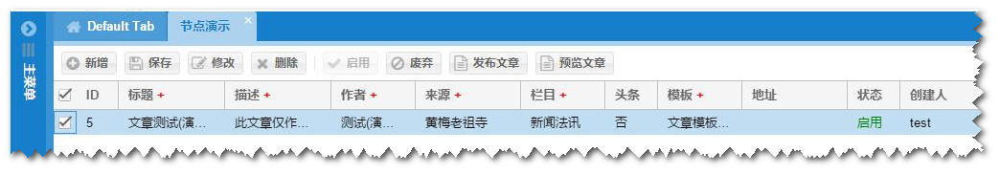 Default Tab 节点演示
主菜单
新增 保存 修改 删除 启用 废弃 发布文章 预览文章
ID 标题 + 描述 + 作者 + 来源 + 栏目 + 头条 模板 + 地址 状态 创建人
5 文章测试(演... 此文章仅作... 测试(演... 黄梅老祖寺 新闻法讯 否 文章模板... 启用 test